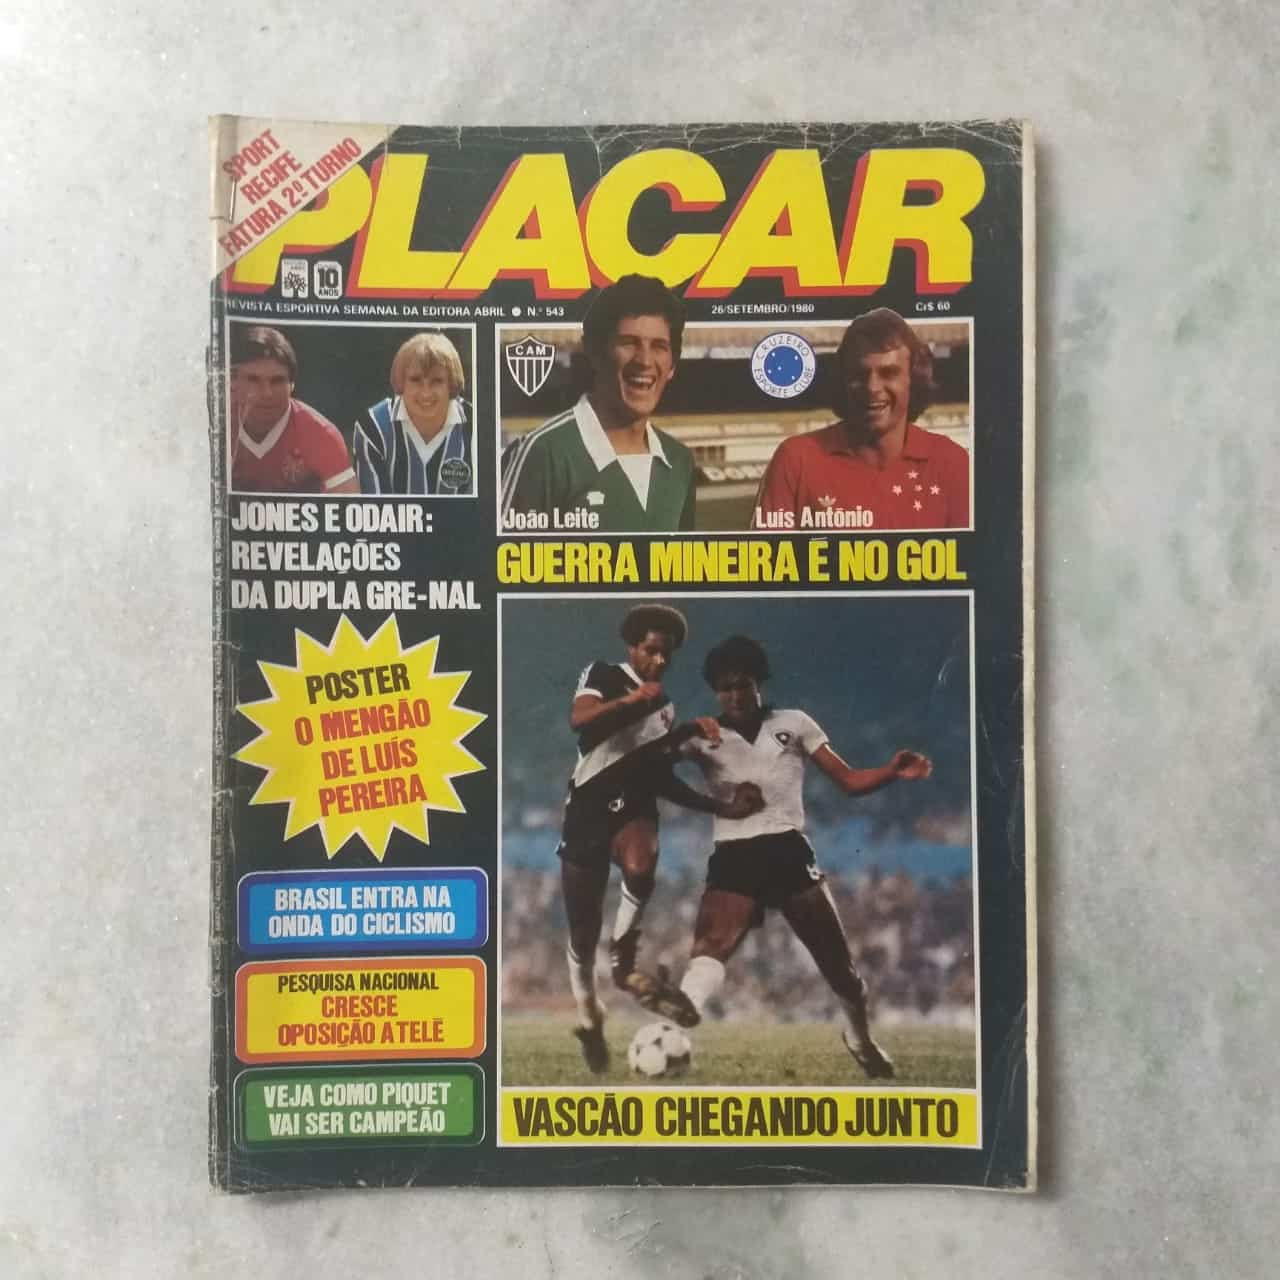 SPORT
RECIFE
FATURA 2º TURNO
PLACAR
10
ANOS
REVISTA ESPORTIVA SEMANAL DA EDITORA ABRIL ● N.º 543
26/SETEMBRO/1980
Cr$ 60
CAM
CRUZEIRO
ESPORTE CLUBE
João Leite
Luís Antônio
JONES E ODAIR:
REVELAÇÕES
DA DUPLA GRE-NAL
GUERRA MINEIRA É NO GOL
POSTER
O MENGÃO
DE LUÍS
PEREIRA
BRASIL ENTRA NA
ONDA DO CICLISMO
PESQUISA NACIONAL
CRESCE
OPOSIÇÃO A TELÊ
VEJA COMO PIQUET
VAI SER CAMPEÃO
VASCÃO CHEGANDO JUNTO